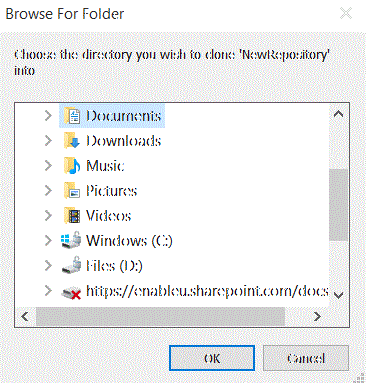 Browse For Folder
Choose the directory you wish to clone 'NewRepository'
into
Documents
Downloads
Music
Pictures
Videos
Windows (C:)
Files (D:)
https://enableu.sharepoint.com/docs
OK
Cancel